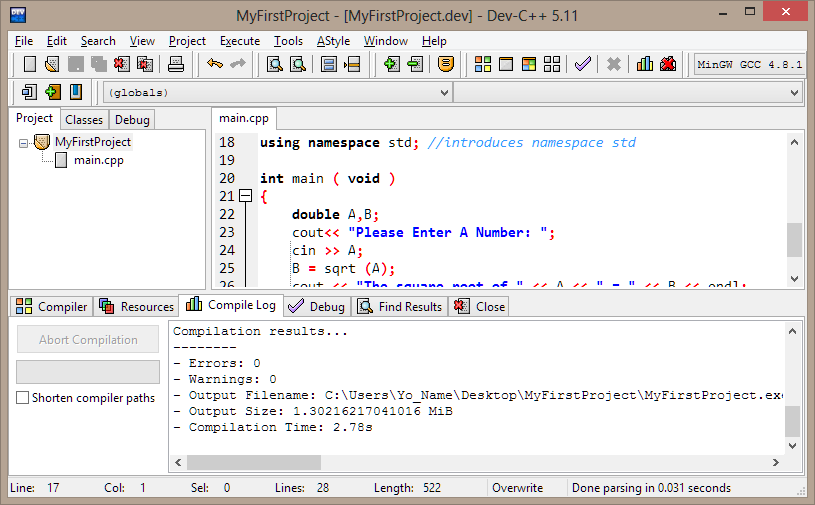 MyFirstProject - [MyFirstProject.dev] - Dev-C++ 5.11
File Edit Search View Project Execute Tools AStyle Window Help
MinGW GCC 4.8.1
(globals)
Project Classes Debug
MyFirstProject
main.cpp
main.cpp
18 using namespace std; //introduces namespace std
19
20 int main ( void )
21 {
22 double A,B;
23 cout<< "Please Enter A Number: ";
24 cin >> A;
25 B = sqrt (A);
26 cout << "The square root of " << A << " = " << B << endl;
Compiler Resources Compile Log Debug Find Results Close
Abort Compilation
Shorten compiler paths
Compilation results...
--------
- Errors: 0
- Warnings: 0
- Output Filename: C:\Users\Yo_Name\Desktop\MyFirstProject\MyFirstProject.exe
- Output Size: 1.30216217041016 MiB
- Compilation Time: 2.78s
Line: 17 Col: 1 Sel: 0 Lines: 28 Length: 522 Overwrite Done parsing in 0.031 seconds